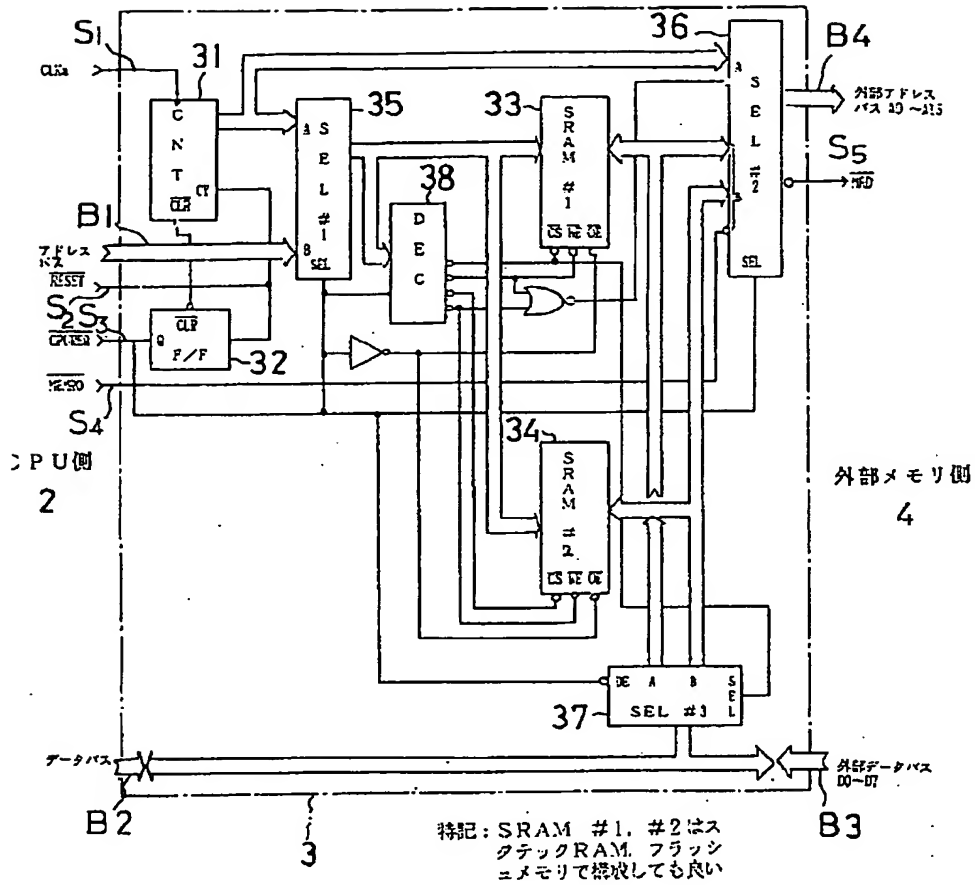 S1
CLKa
31
C
N
T
CLR
CY
35
A
S
E
L
#
1
B
SEL
33
S
R
A
M
#
1
CS
OE
36
A
S
E
L
#
2
SEL
B4
外部アドレス
バス A0～A15
S5
38
D
E
C
B1
アドレス
バス
RESET
S2
S3
CLR
Q
F/F
32
S4
CPU側
2
34
S
R
A
M
#
2
CS
OE
外部メモリ側
4
A
B
S
E
L
SEL #3
37
データバス
B2
外部データバス
D0～D7
B3
3
特記：SRAM #1, #2はス
タテックRAM, フラッシ
ュメモリで構成しても良い